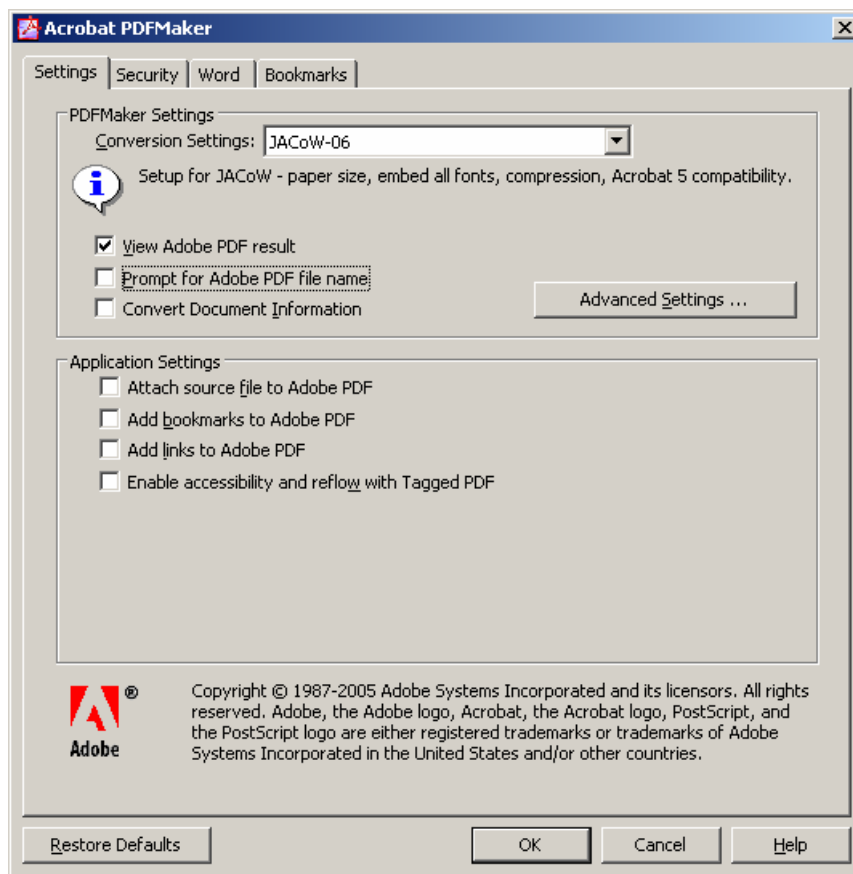 Acrobat PDFMaker
Settings Security Word Bookmarks
PDFMaker Settings
Conversion Settings: JACoW-06
Setup for JACoW - paper size, embed all fonts, compression, Acrobat 5 compatibility.
View Adobe PDF result
Prompt for Adobe PDF file name
Convert Document Information
Advanced Settings ...
Application Settings
Attach source file to Adobe PDF
Add bookmarks to Adobe PDF
Add links to Adobe PDF
Enable accessibility and reflow with Tagged PDF
®
Adobe
Copyright © 1987-2005 Adobe Systems Incorporated and its licensors. All rights
reserved. Adobe, the Adobe logo, Acrobat, the Acrobat logo, PostScript, and
the PostScript logo are either registered trademarks or trademarks of Adobe
Systems Incorporated in the United States and/or other countries.
Restore Defaults OK Cancel Help